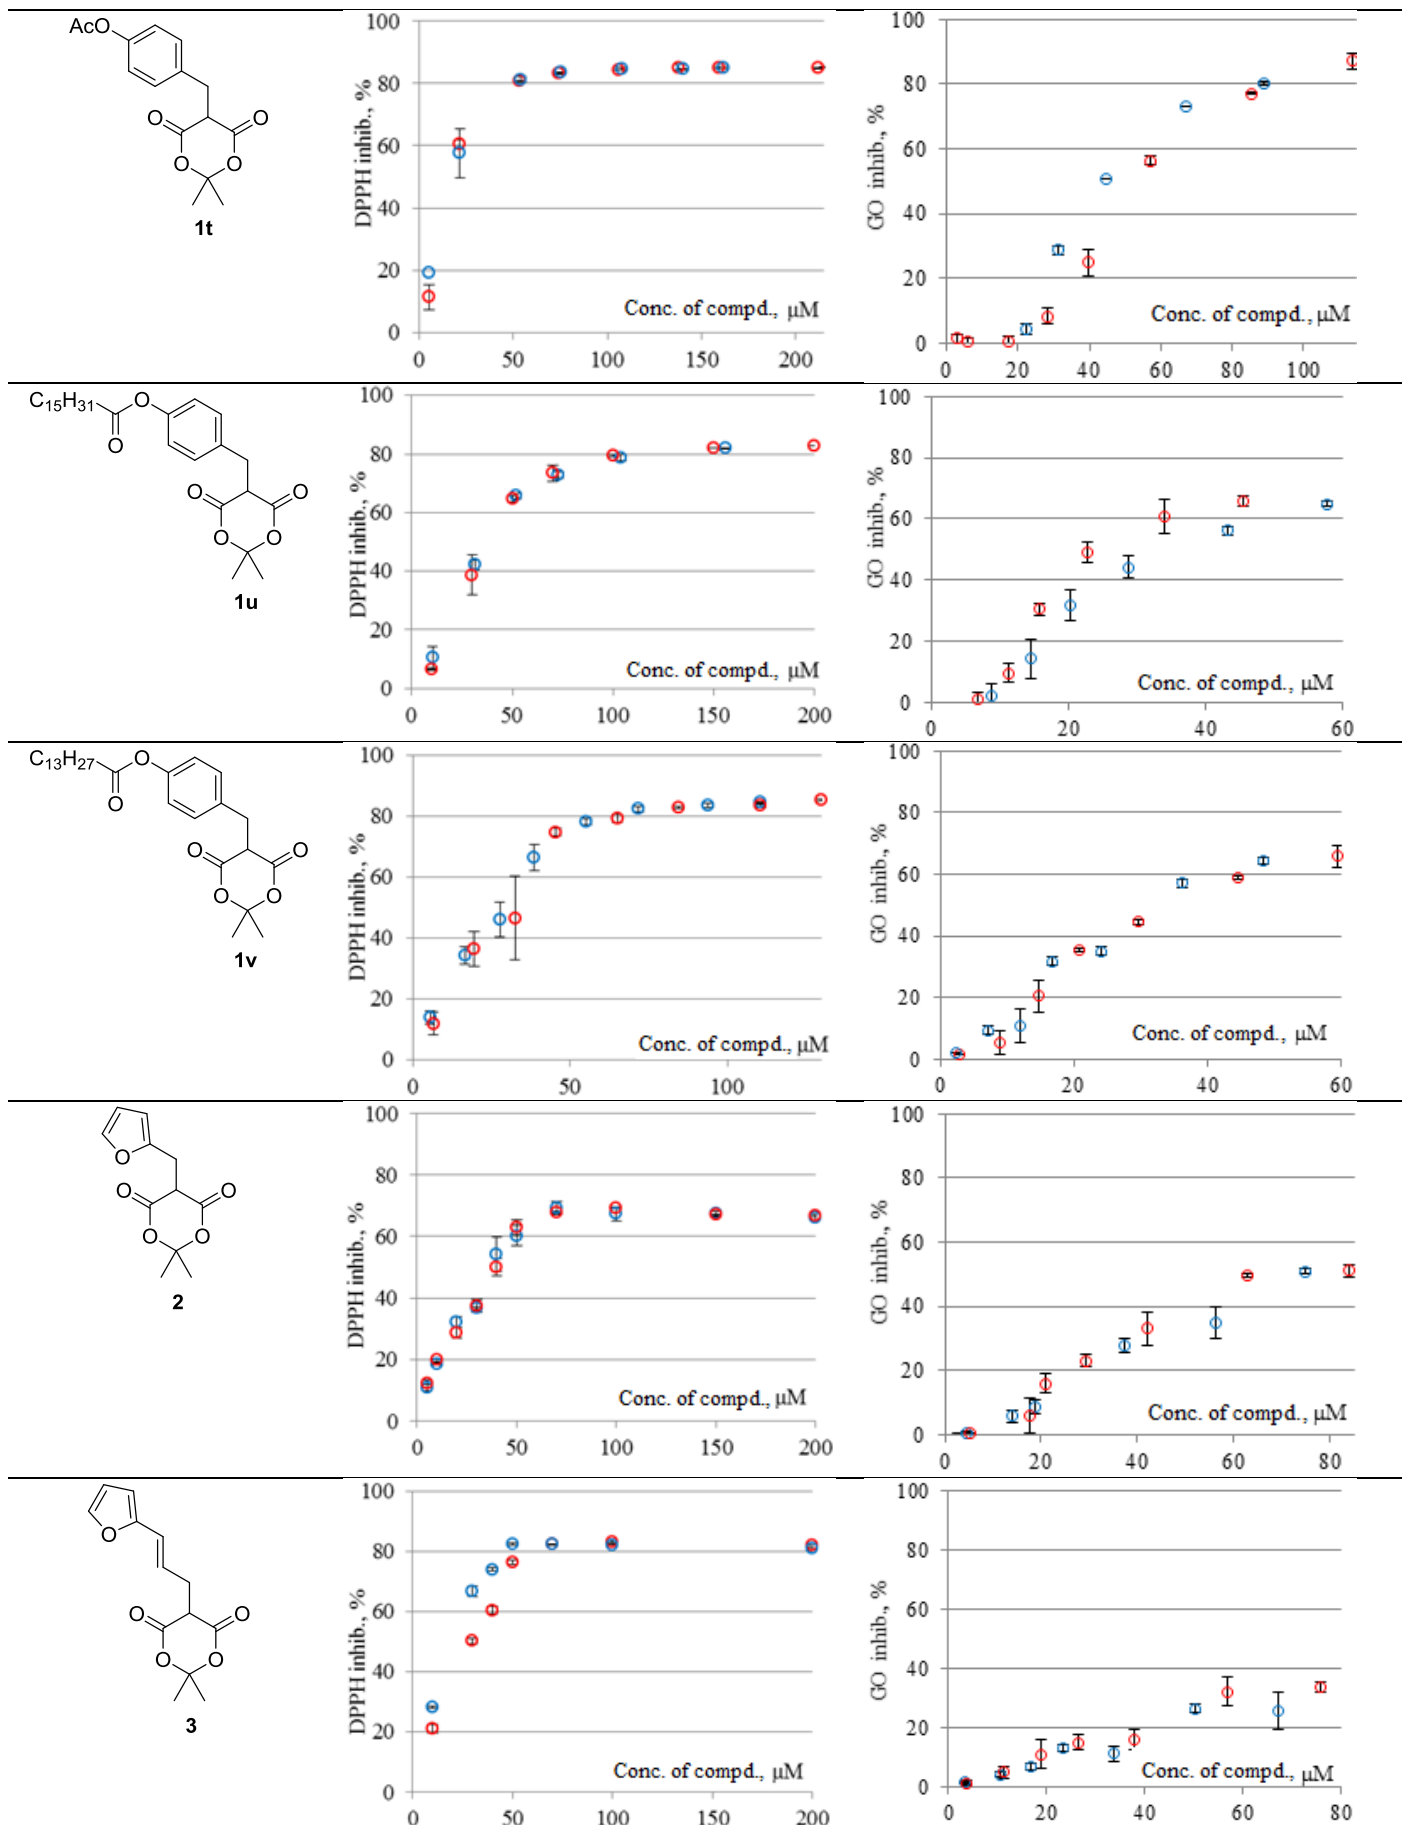 AcO
O
O
O
O
1t
DPPH inhib., %
100
80
60
40
20
0
0 50 100 150 200
Conc. of compd., μM
GO inhib., %
100
80
60
40
20
0
0 20 40 60 80 100
Conc. of compd., μM
C15H31
O
O
O
O
O
O
1u
DPPH inhib., %
100
80
60
40
20
0
0 50 100 150 200
Conc. of compd., μM
GO inhib., %
100
80
60
40
20
0
0 20 40 60
Conc. of compd., μM
C13H27
O
O
O
O
O
O
1v
DPPH inhib., %
100
80
60
40
20
0
0 50 100
Conc. of compd., μM
GO inhib., %
100
80
60
40
20
0
0 20 40 60
Conc. of compd., μM
O
O
O
O
O
2
DPPH inhib., %
100
80
60
40
20
0
0 50 100 150 200
Conc. of compd., μM
GO inhib., %
100
80
60
40
20
0
0 20 40 60 80
Conc. of compd., μM
O
O
O
O
O
3
DPPH inhib., %
100
80
60
40
20
0
0 50 100 150 200
Conc. of compd., μM
GO inhib., %
100
80
60
40
20
0
0 20 40 60 80
Conc. of compd., μM